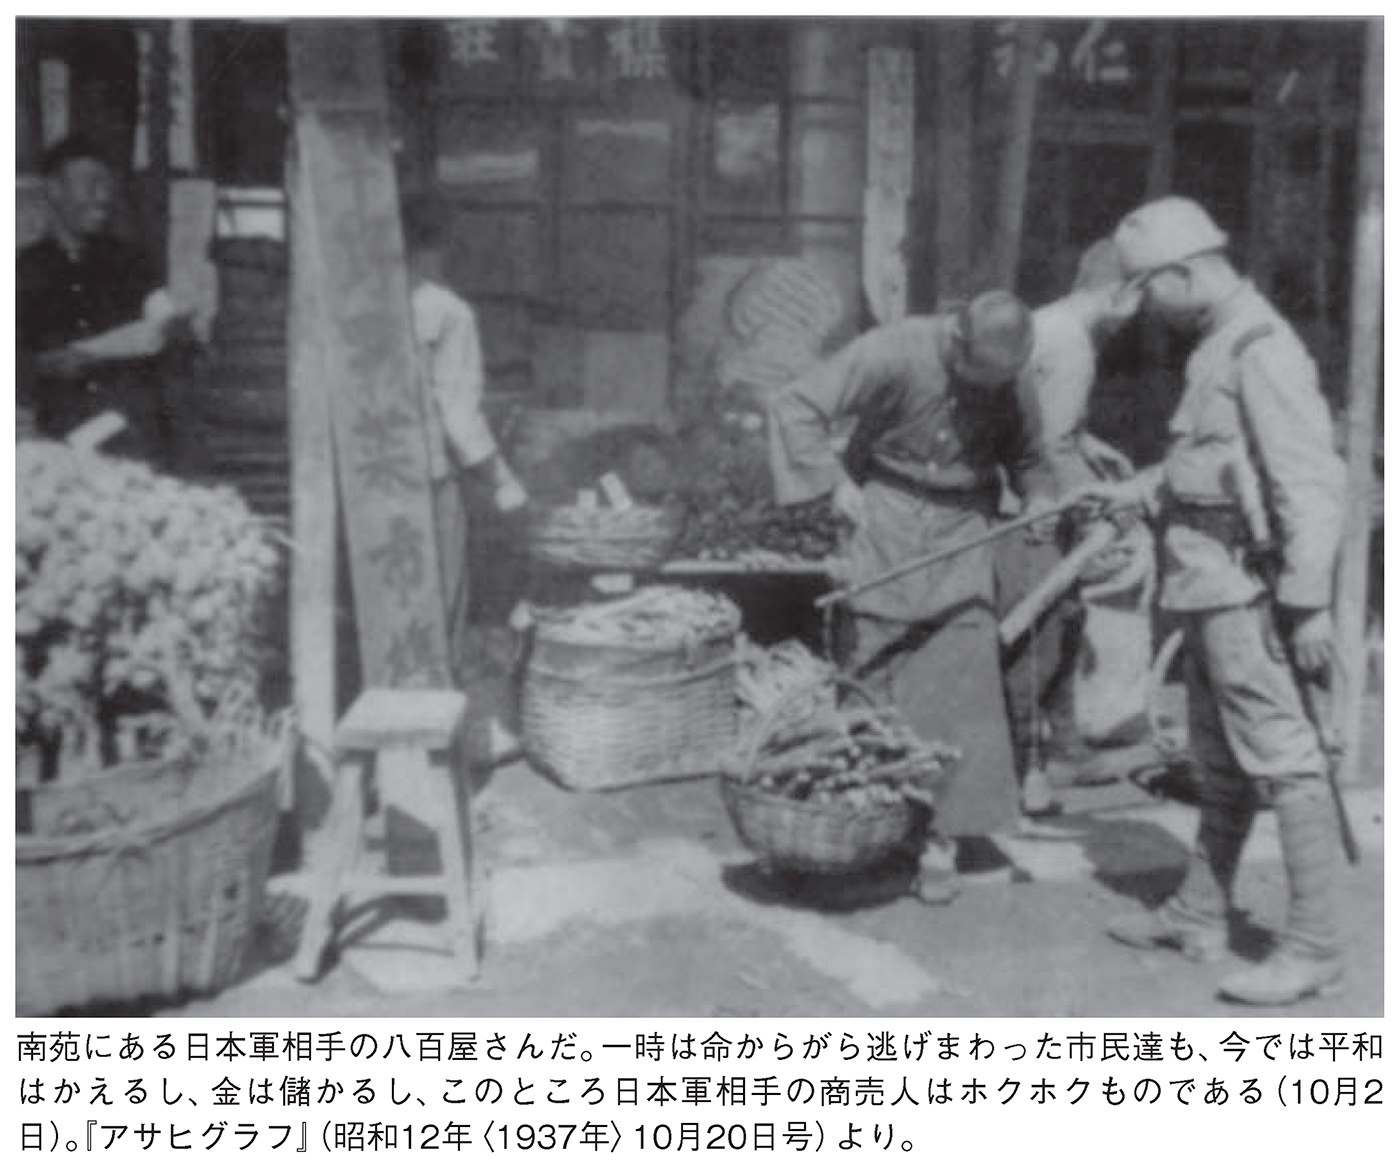 仁和
南苑にある日本軍相手の八百屋さんだ。一時は命からがら逃げまわった市民達も、今では平和
はかえるし、金は儲かるし、このところ日本軍相手の商売人はホクホクものである(10月2
日)。『アサヒグラフ』(昭和12年〈1937年〉10月20日号)より。